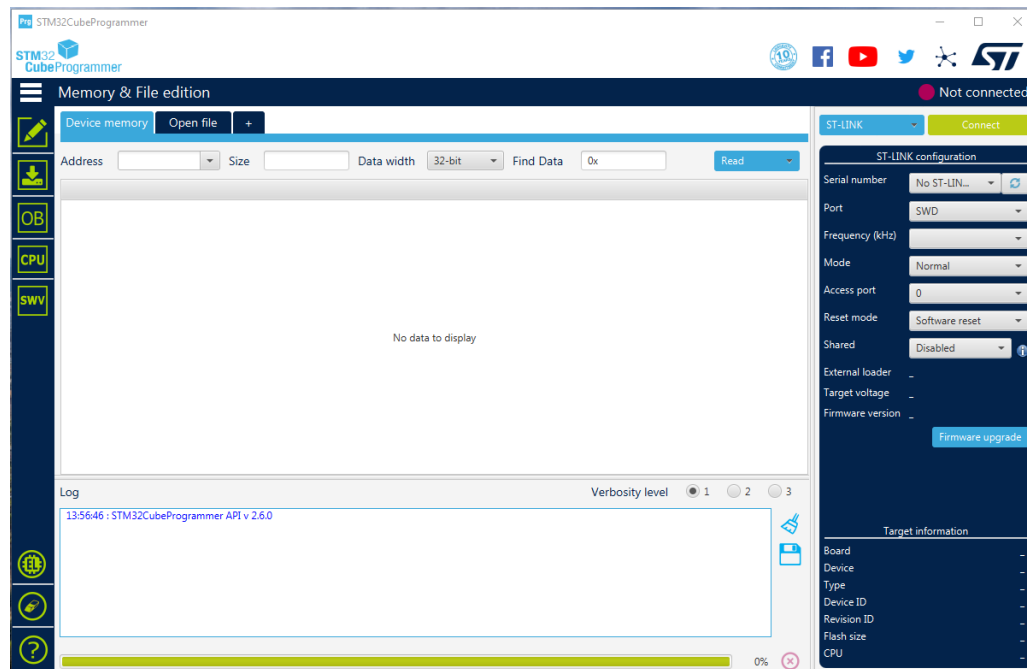 Prg STM32CubeProgrammer
STM32
CubeProgrammer
10
Memory & File edition
Not connected
Device memory
Open file
+
Address
Size
Data width
32-bit
Find Data
0x
Read
No data to display
OB
CPU
SWV
Log
Verbosity level
1
2
3
13:56:46 : STM32CubeProgrammer API v 2.6.0
0%
?
ST-LINK
Connect
ST-LINK configuration
Serial number
No ST-LIN...
Port
SWD
Frequency (kHz)
Mode
Normal
Access port
0
Reset mode
Software reset
Shared
Disabled
External loader _
Target voltage _
Firmware version _
Firmware upgrade
Target information
Board _
Device _
Type _
Device ID _
Revision ID _
Flash size _
CPU _